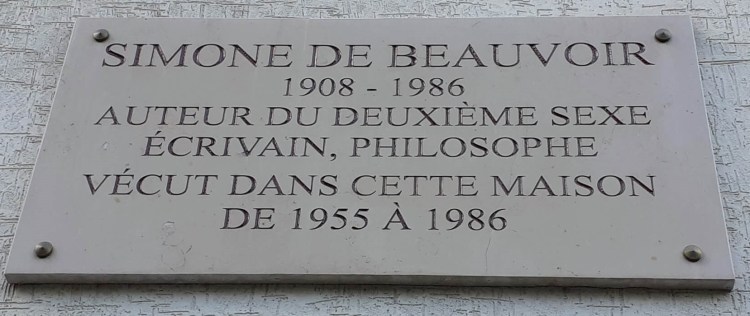 SIMONE DE BEAUVOIR
1908 - 1986
AUTEUR DU DEUXIÈME SEXE
ÉCRIVAIN, PHILOSOPHE
VÉCUT DANS CETTE MAISON
DE 1955 À 1986